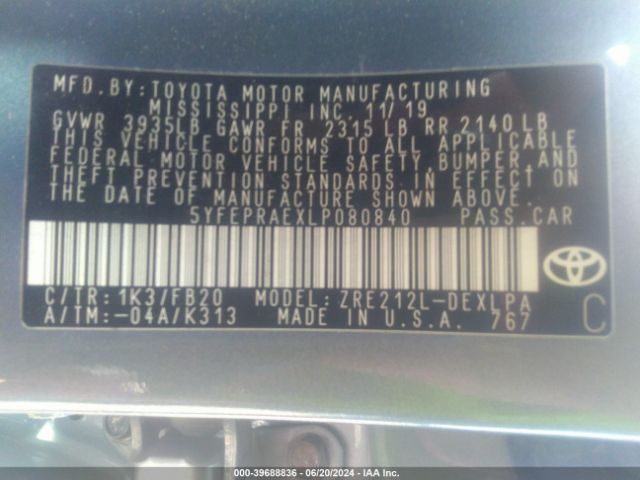 MFD.BY:TOYOTA MOTOR MANUFACTURING
MISSISSIPPI INC. 11/19
GVWR 3935LB GAWR FR 2315 LB RR 2140 LB
THIS VEHICLE CONFORMS TO ALL APPLICABLE
FEDERAL MOTOR VEHICLE SAFETY, BUMPER, AND
THEFT PREVENTION STANDARDS IN EFFECT ON
THE DATE OF MANUFACTURE SHOWN ABOVE.
5YFEPRAEXLP080840 PASS.CAR
C/TR: 1K3/FB20 MODEL: ZRE212L-DEXLPA
A/TM:-04A/K313 MADE IN U.S.A. 767
C
000-39688836 - 06/20/2024 - IAA Inc.